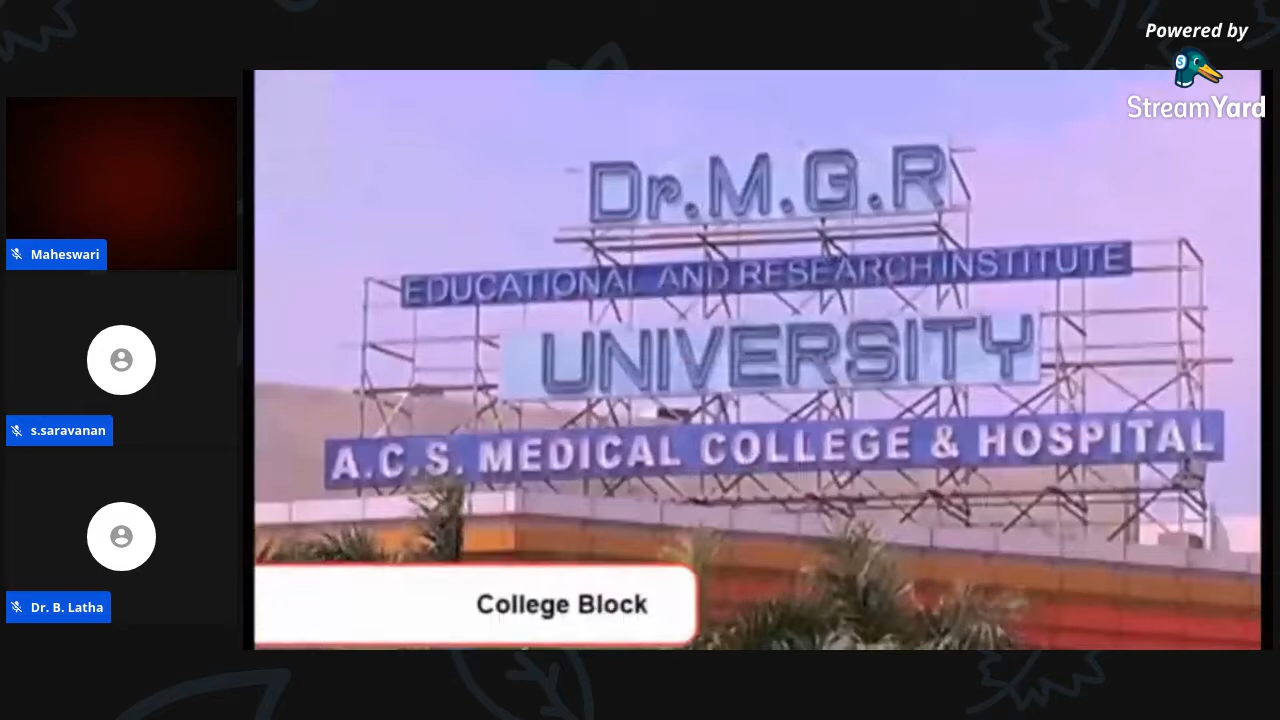 Powered by
StreamYard
Maheswari
s.saravanan
Dr. B. Latha
Dr.M.G.R
EDUCATIONAL AND RESEARCH INSTITUTE
UNIVERSITY
A.C.S. MEDICAL COLLEGE & HOSPITAL
College Block